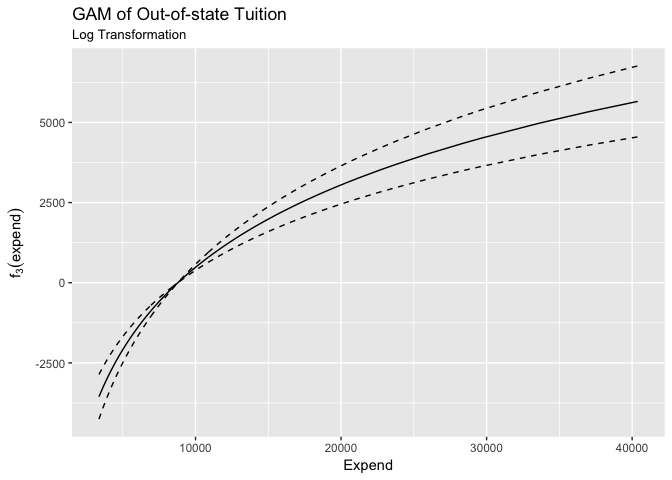 GAM of Out-of-state Tuition
Log Transformation
f₃(expend)
5000
2500
0
-2500
10000
20000
30000
40000
Expend